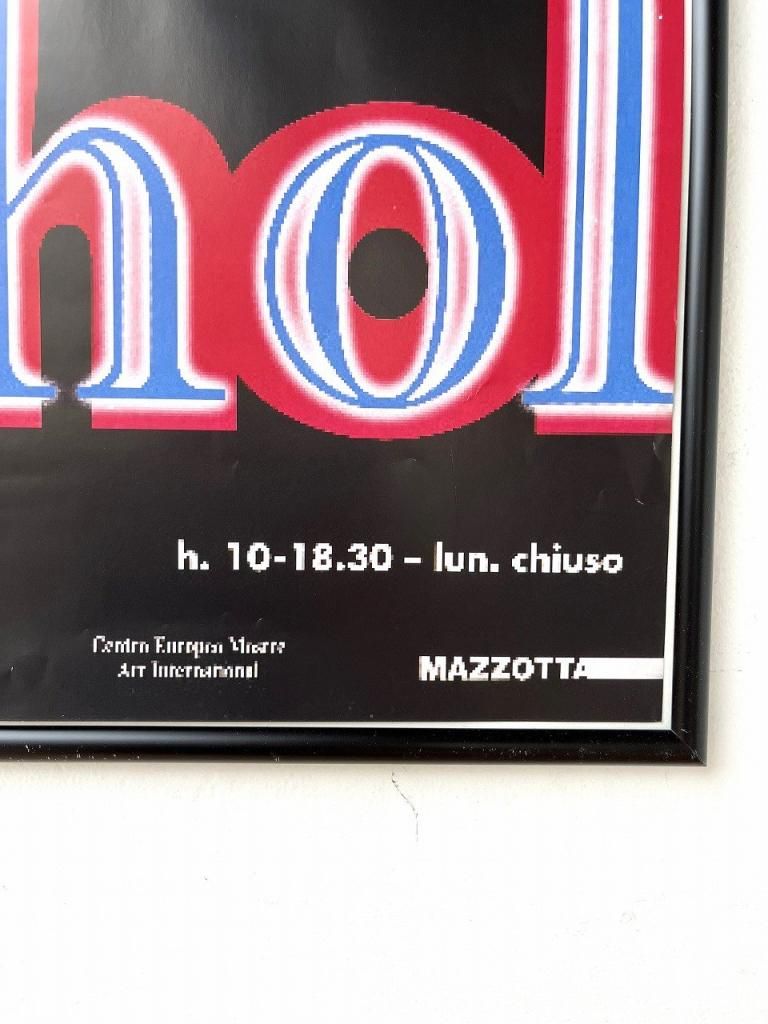 hol
h. 10-18.30 – lun. chiuso
Centro Europeo Mostre
Art International
MAZZOTTA